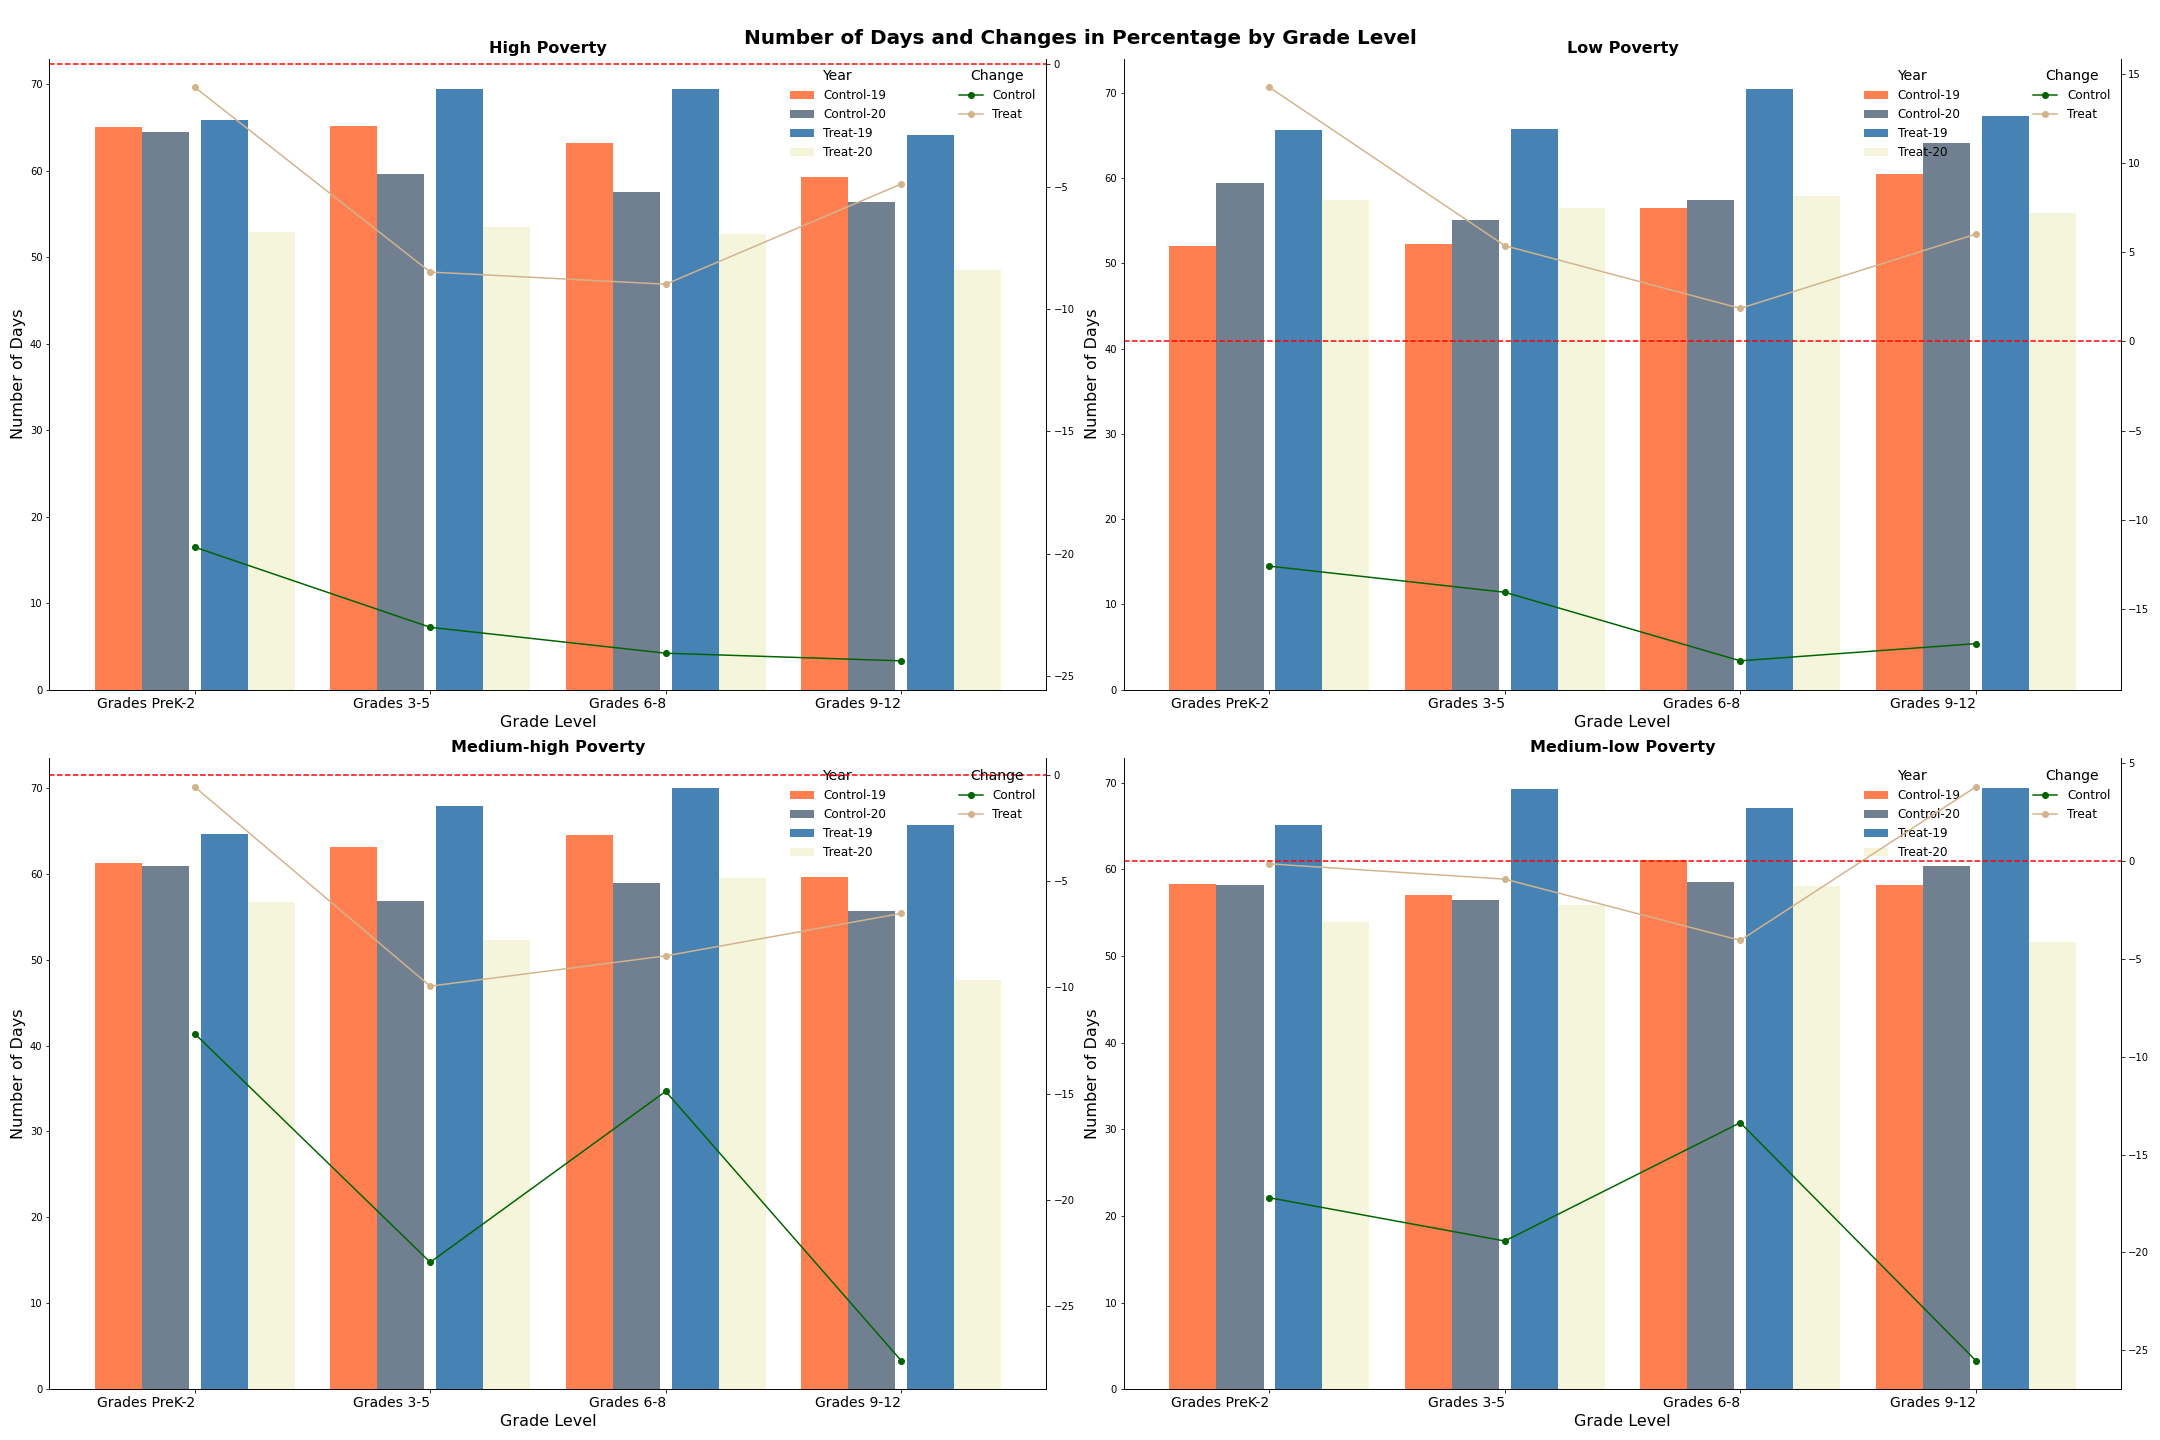 Number of Days and Changes in Percentage by Grade Level
High Poverty
Number of Days
70
60
50
40
30
20
10
0
Year
Control-19
Control-20
Treat-19
Treat-20
Change
Control
Treat
0
−5
−10
−15
−20
−25
Grades PreK-2
Grades 3-5
Grades 6-8
Grades 9-12
Grade Level
Low Poverty
Number of Days
70
60
50
40
30
20
10
0
Year
Control-19
Control-20
Treat-19
Treat-20
Change
Control
Treat
15
10
5
0
−5
−10
−15
Grades PreK-2
Grades 3-5
Grades 6-8
Grades 9-12
Grade Level
Medium-high Poverty
Number of Days
70
60
50
40
30
20
10
0
Year
Control-19
Control-20
Treat-19
Treat-20
Change
Control
Treat
0
−5
−10
−15
−20
−25
Grades PreK-2
Grades 3-5
Grades 6-8
Grades 9-12
Grade Level
Medium-low Poverty
Number of Days
70
60
50
40
30
20
10
0
Year
Control-19
Control-20
Treat-19
Treat-20
Change
Control
Treat
5
0
−5
−10
−15
−20
−25
Grades PreK-2
Grades 3-5
Grades 6-8
Grades 9-12
Grade Level